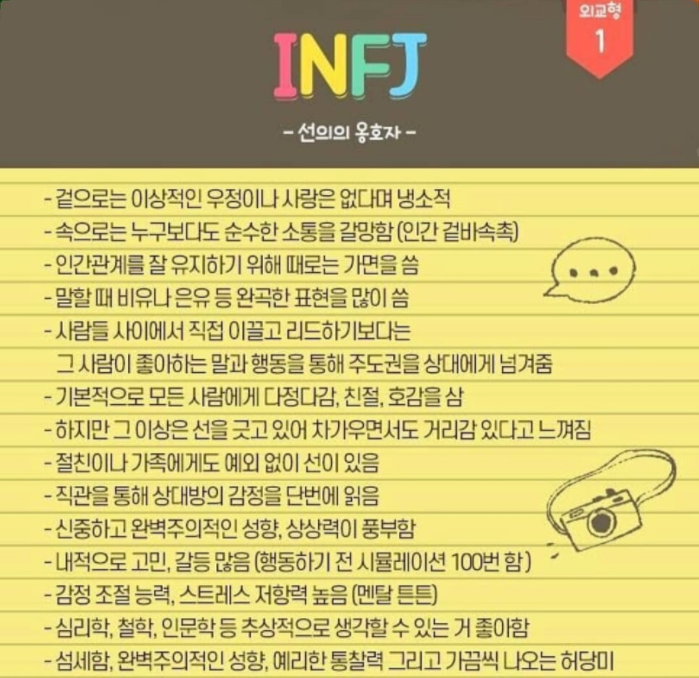 외교형
1
INFJ
- 선의의 옹호자 -
- 겉으로는 이상적인 우정이나 사랑은 없다며 냉소적
- 속으로는 누구보다도 순수한 소통을 갈망함 (인간 겉바속촉)
- 인간관계를 잘 유지하기 위해 때로는 가면을 씀
- 말할 때 비유나 은유 등 완곡한 표현을 많이 씀
- 사람들 사이에서 직접 이끌고 리드하기보다는
그 사람이 좋아하는 말과 행동을 통해 주도권을 상대에게 넘겨줌
- 기본적으로 모든 사람에게 다정다감, 친절, 호감을 삼
- 하지만 그 이상은 선을 긋고 있어 차가우면서도 거리감 있다고 느껴짐
- 절친이나 가족에게도 예외 없이 선이 있음
- 직관을 통해 상대방의 감정을 단번에 읽음
- 신중하고 완벽주의적인 성향, 상상력이 풍부함
- 내적으로 고민, 갈등 많음 (행동하기 전 시뮬레이션 100번 함)
- 감정 조절 능력, 스트레스 저항력 높음 (멘탈 튼튼)
- 심리학, 철학, 인문학 등 추상적으로 생각할 수 있는 거 좋아함
- 섬세함, 완벽주의적인 성향, 예리한 통찰력 그리고 가끔씩 나오는 허당미